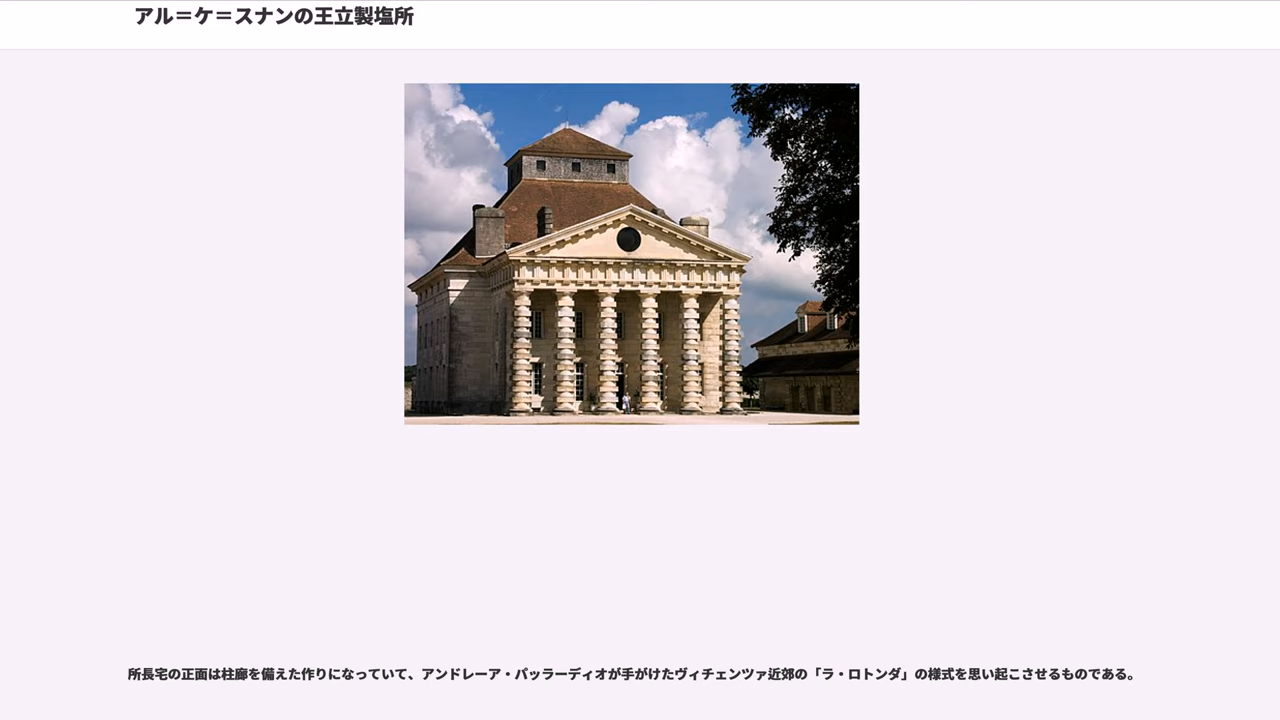 アル＝ケ＝スナンの王立製塩所
所長宅の正面は柱廊を備えた作りになっていて、アンドレーア・パッラーディオが手がけたヴィチェンツァ近郊の「ラ・ロトンダ」の様式を思い起こさせるものである。